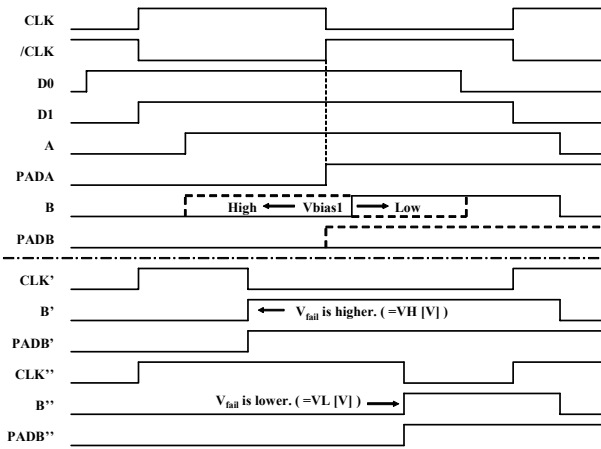 CLK
/CLK
D0
D1
A
PADA
B High Vbias1 Low
PADB
CLK'
B' Vfail is higher. ( =VH [V] )
PADB'
CLK''
B'' Vfail is lower. ( =VL [V] )
PADB''